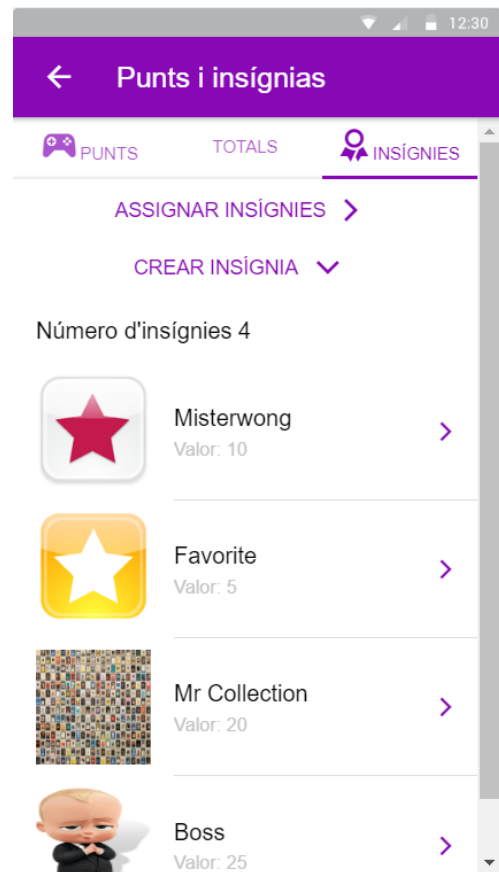 12:30
Punts i insígnias
PUNTS TOTALS INSÍGNIES
ASSIGNAR INSÍGNIES
CREAR INSÍGNIA
Número d'insígnies 4
Misterwong
Valor: 10
Favorite
Valor: 5
Mr Collection
Valor: 20
Boss
Valor: 25